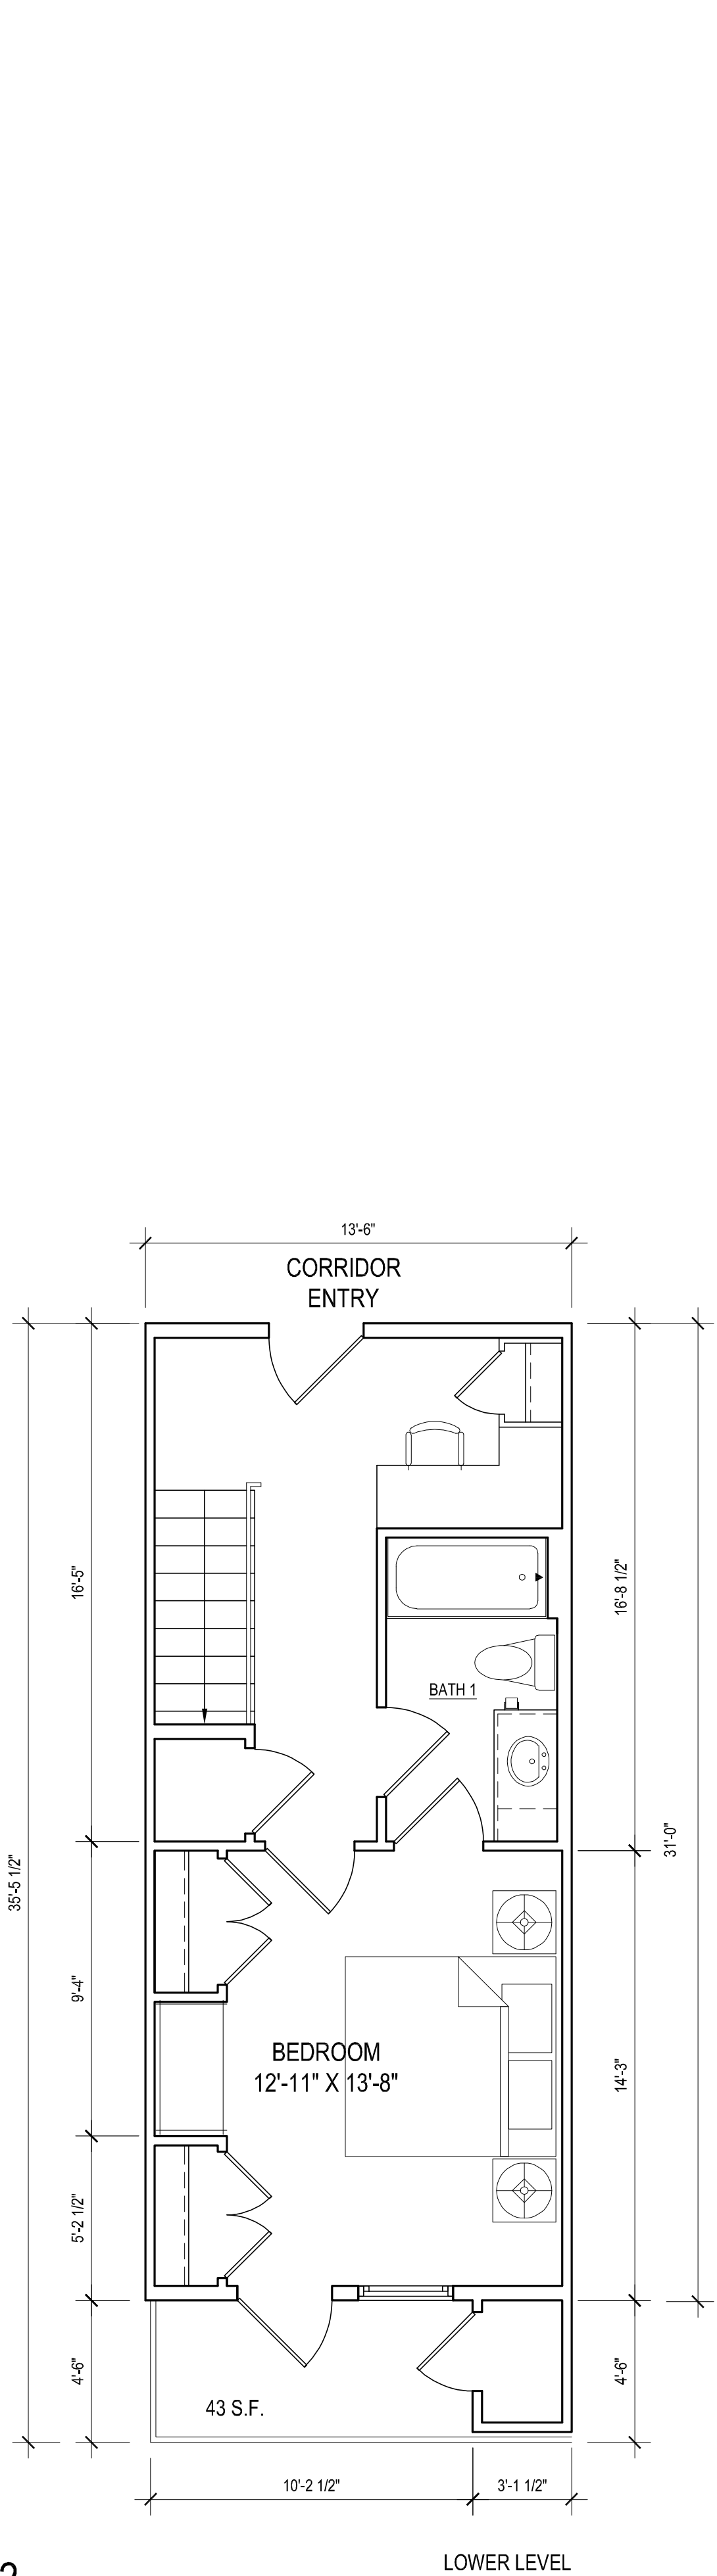 13'-6"
CORRIDOR
ENTRY
16'-5"
16'-8 1/2"
BATH 1
31'-0"
35'-5 1/2"
9'-4"
BEDROOM
12'-11" X 13'-8"
14'-3"
5'-2 1/2"
4'-6"
4'-6"
43 S.F.
10'-2 1/2"
3'-1 1/2"
LOWER LEVEL